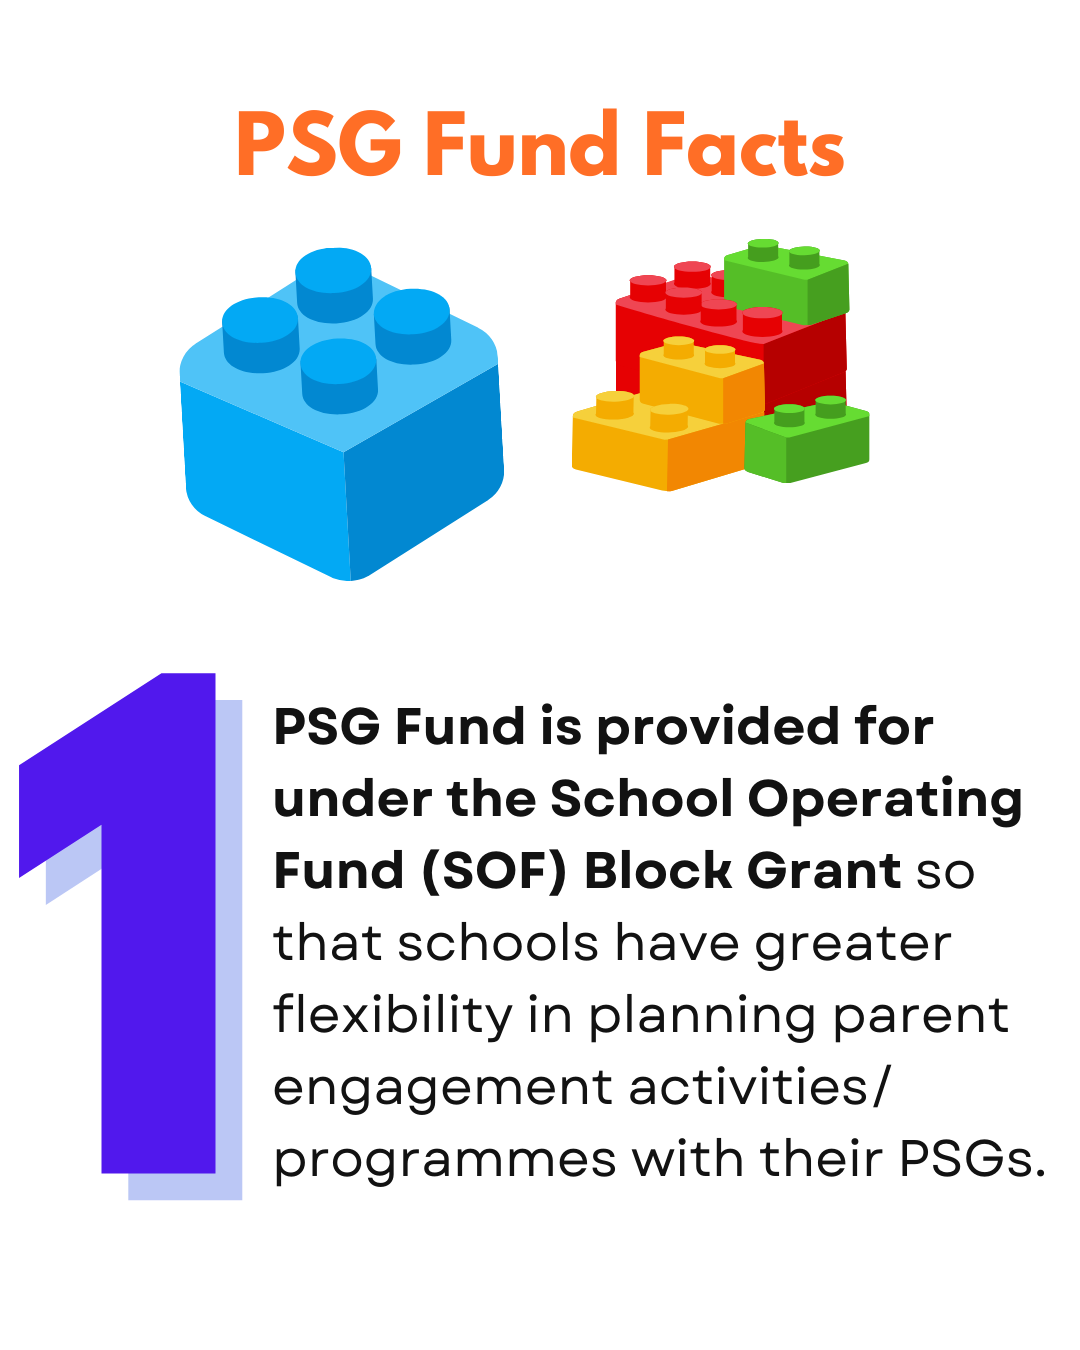 PSG Fund Facts
1
PSG Fund is provided for
under the School Operating
Fund (SOF) Block Grant so
that schools have greater
flexibility in planning parent
engagement activities/
programmes with their PSGs.